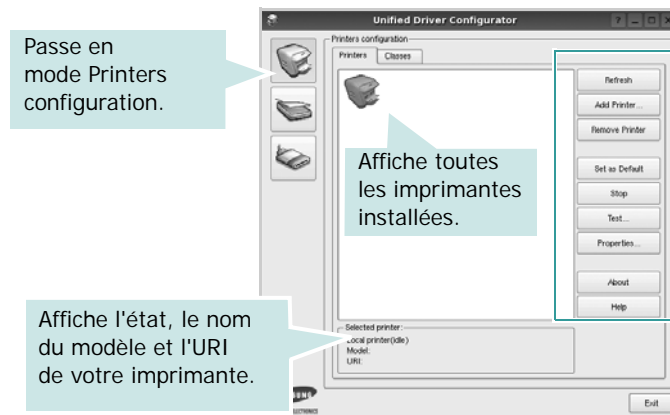 Unified Driver Configurator
Passe en
mode Printers
configuration.
Printers configuration
Printers Classes
Refresh
Add Printer...
Remove Printer
Set as Default
Stop
Test...
Properties...
About
Help
Affiche toutes
les imprimantes
installées.
Affiche l'état, le nom
du modèle et l'URI
de votre imprimante.
Selected printer:
Local printer(idle)
Model:
URI:
Exit